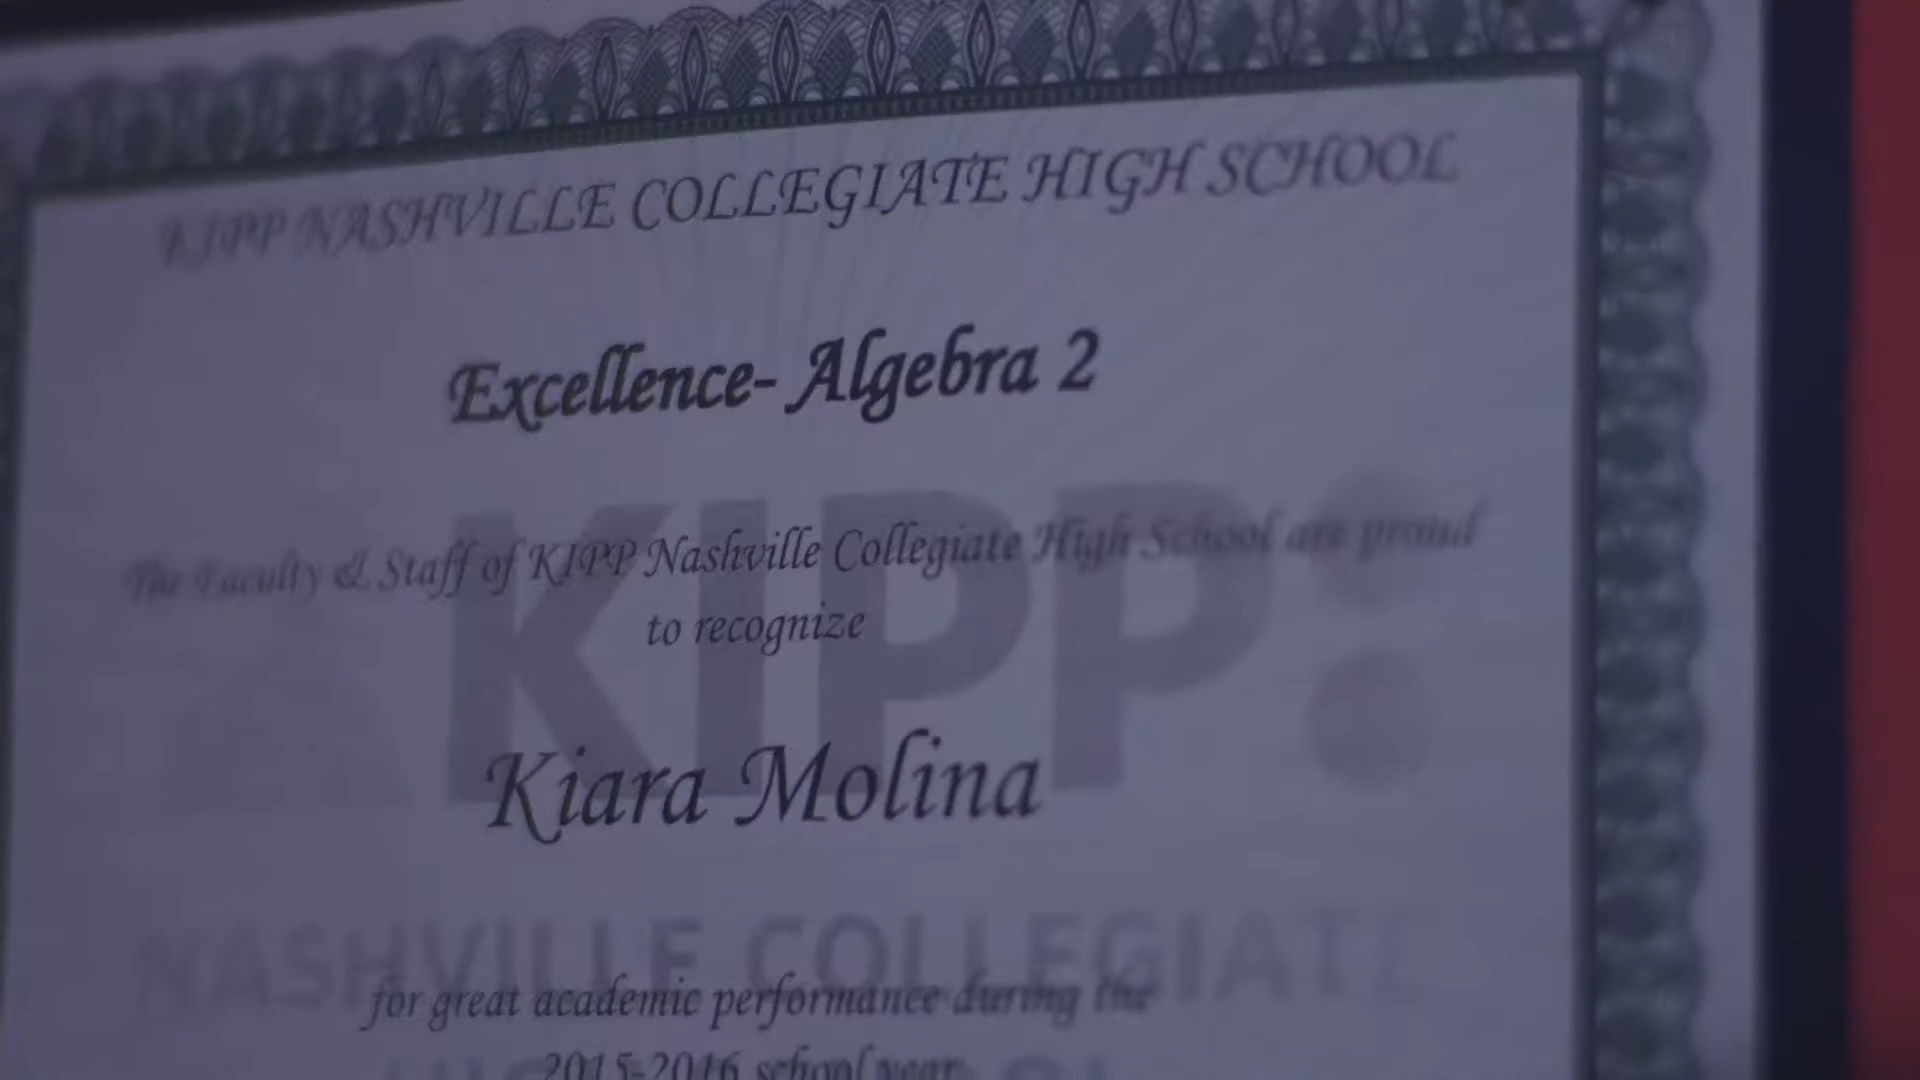 KIPP NASHVILLE COLLEGIATE HIGH SCHOOL
Excellence- Algebra 2
The Faculty & Staff of KIPP Nashville Collegiate High School are proud
to recognize
KIPP:
Kiara Molina
NASHVILLE COLLEGIATE
for great academic performance during the
2015-2016 school year